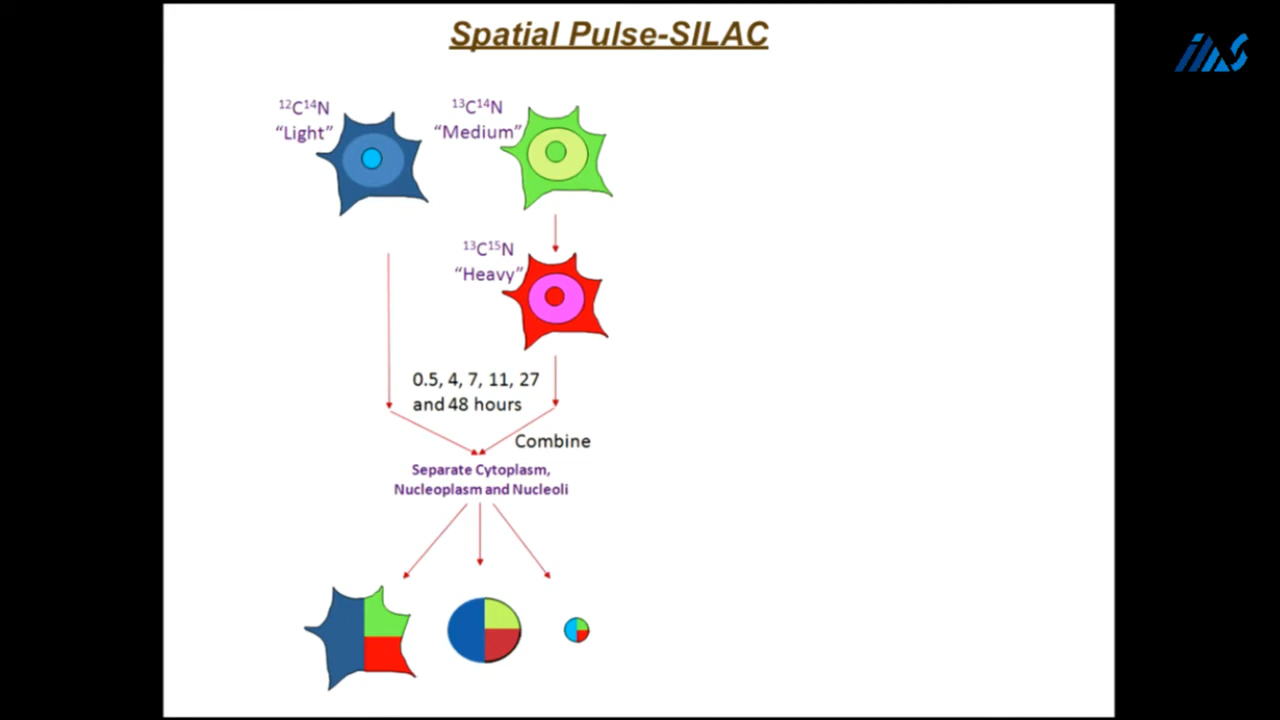 Spatial Pulse-SILAC
¹²C¹⁴N
“Light”
¹³C¹⁴N
“Medium”
¹³C¹⁵N
“Heavy”
0.5, 4, 7, 11, 27
and 48 hours
Combine
Separate Cytoplasm,
Nucleoplasm and Nucleoli